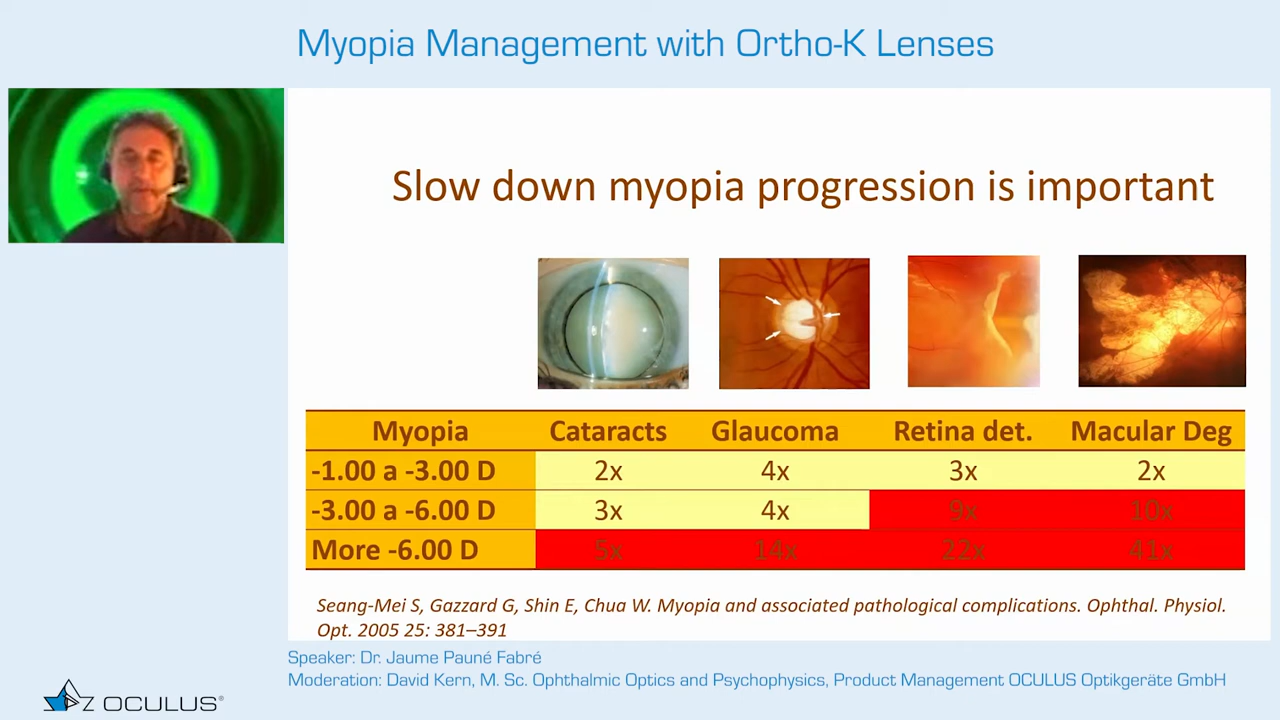 Myopia Management with Ortho-K Lenses
Slow down myopia progression is important
Myopia Cataracts Glaucoma Retina det. Macular Deg
-1.00 a -3.00 D 2x 4x 3x 2x
-3.00 a -6.00 D 3x 4x 9x 10x
More -6.00 D 5x 14x 22x 41x
Seang-Mei S, Gazzard G, Shin E, Chua W. Myopia and associated pathological complications. Ophthal. Physiol.
Opt. 2005 25: 381–391
Speaker: Dr. Jaume Pauné Fabré
Moderation: David Kern, M. Sc. Ophthalmic Optics and Psychophysics, Product Management OCULUS Optikgeräte GmbH
OCULUS®